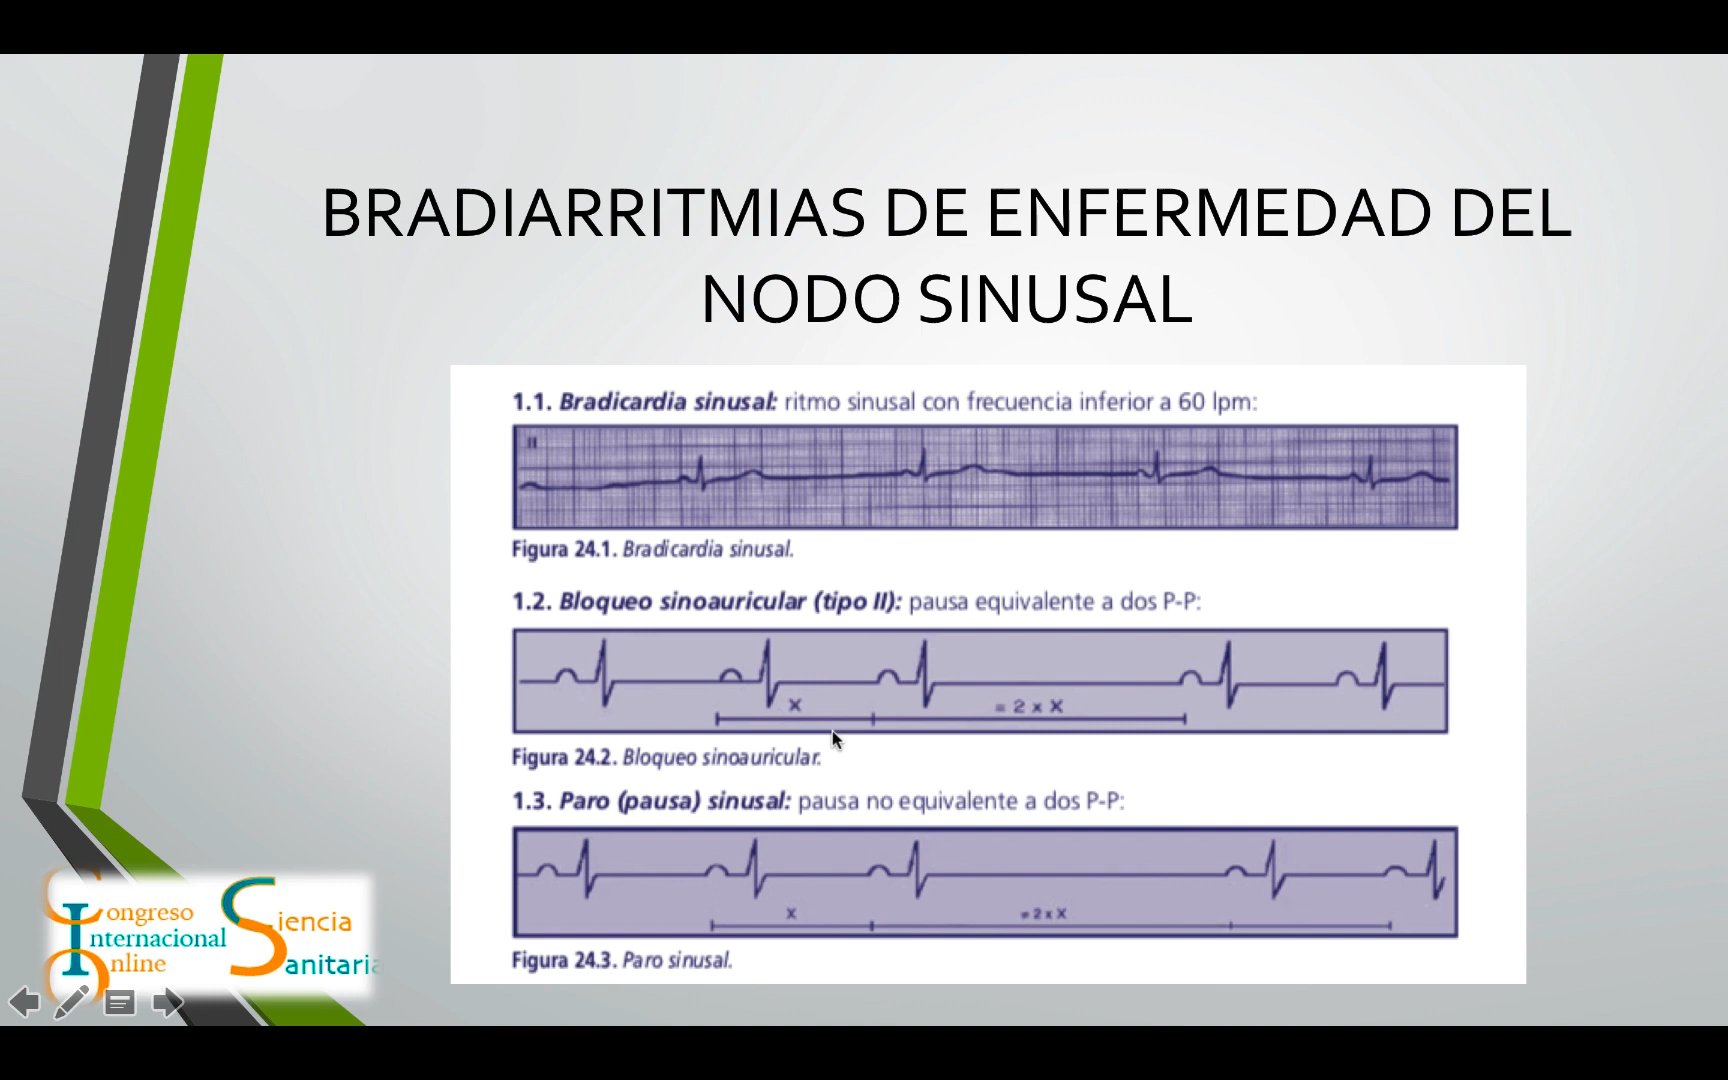 BRADIARRITMIAS DE ENFERMEDAD DEL
NODO SINUSAL
1.1. Bradicardia sinusal: ritmo sinusal con frecuencia inferior a 60 lpm:
II
Figura 24.1. Bradicardia sinusal.
1.2. Bloqueo sinoauricular (tipo II): pausa equivalente a dos P-P:
X
= 2 x X
Figura 24.2. Bloqueo sinoauricular.
1.3. Paro (pausa) sinusal: pausa no equivalente a dos P-P:
X
≠ 2 x X
Figura 24.3. Paro sinusal.
Congreso
Internacional
Online
Siencia
Sanitaria